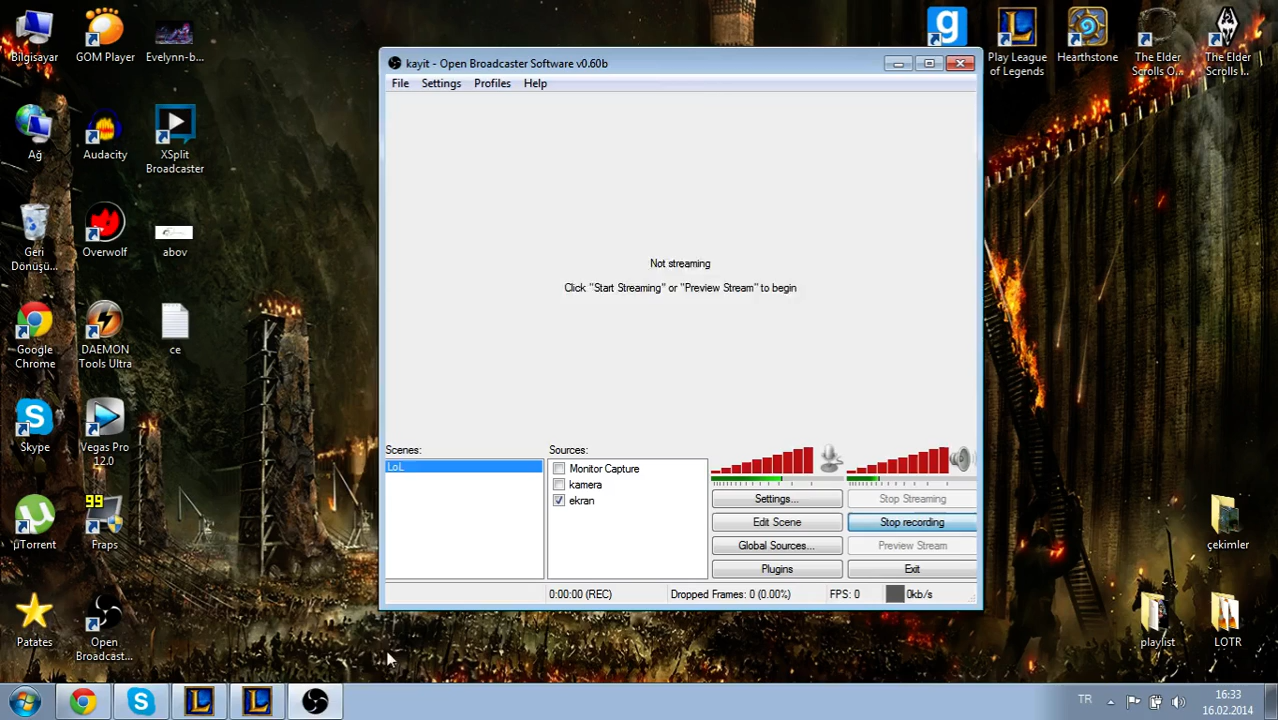 Bilgisayar
GOM Player
Evelynn-b...
Ağ
Audacity
XSplit
Broadcaster
Geri
Dönüşü...
Overwolf
abov
Google
Chrome
DAEMON
Tools Ultra
ce
Skype
Vegas Pro
12.0
99
µTorrent
Fraps
Patates
Open
Broadcast...
kayit - Open Broadcaster Software v0.60b
File Settings Profiles Help
Not streaming
Click "Start Streaming" or "Preview Stream" to begin
Scenes:
LoL
Sources:
Monitor Capture
kamera
ekran
Settings...
Stop Streaming
Edit Scene
Stop recording
Global Sources...
Preview Stream
Plugins
Exit
0:00:00 (REC)
Dropped Frames: 0 (0.00%)
FPS: 0
0kb/s
Play League
of Legends
Hearthstone
The Elder
Scrolls O...
The Elder
Scrolls I...
çekimler
playlist
LOTR
TR
16:33
16.02.2014